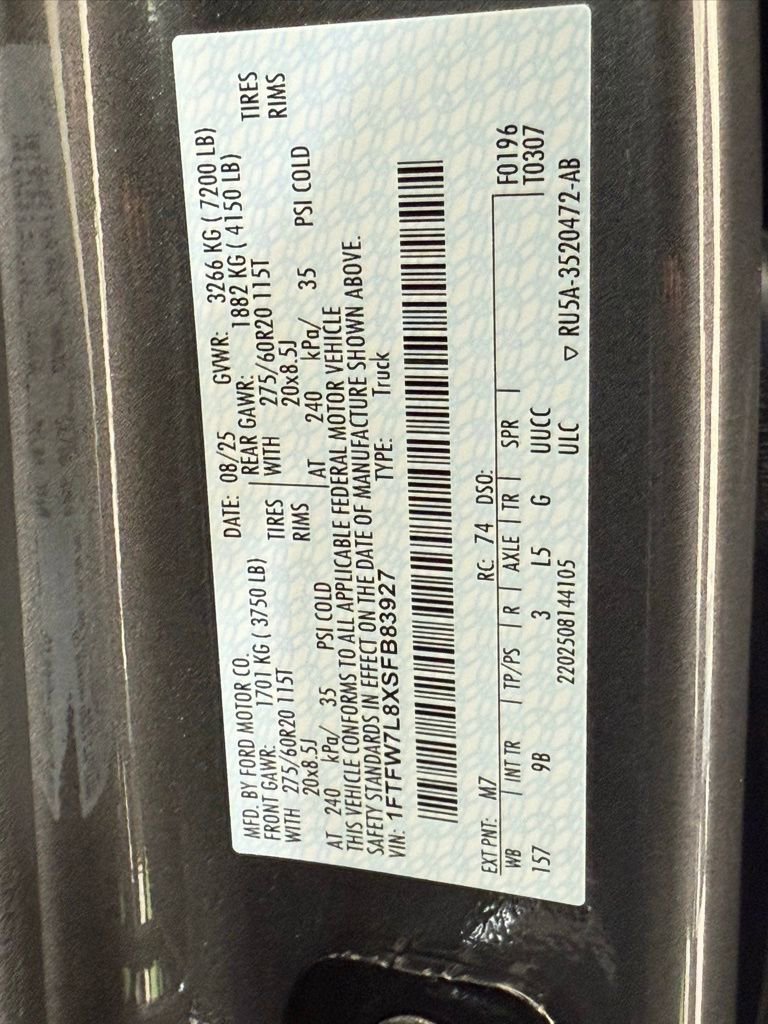 MFD. BY FORD MOTOR CO.
DATE: 08/25 GVWR: 3266 KG ( 7200 LB)
FRONT GAWR: 1701 KG ( 3750 LB)
REAR GAWR: 1882 KG ( 4150 LB)
WITH 275/60R20 115T TIRES
WITH 275/60R20 115T TIRES
20x8.5J RIMS
20x8.5J RIMS
AT 240 kPa/ 35 PSI COLD
AT 240 kPa/ 35 PSI COLD
THIS VEHICLE CONFORMS TO ALL APPLICABLE FEDERAL MOTOR VEHICLE
SAFETY STANDARDS IN EFFECT ON THE DATE OF MANUFACTURE SHOWN ABOVE.
VIN: 1FTFW7L8XSFB83927 TYPE: Truck
EXT PNT: M7 RC: 74 DSO:
WB INT TR TP/PS R AXLE TR SPR F0196
157 9B 3 L5 G UUCC T0307
2202508144105 ULC ▽ RU5A-3520472-AB